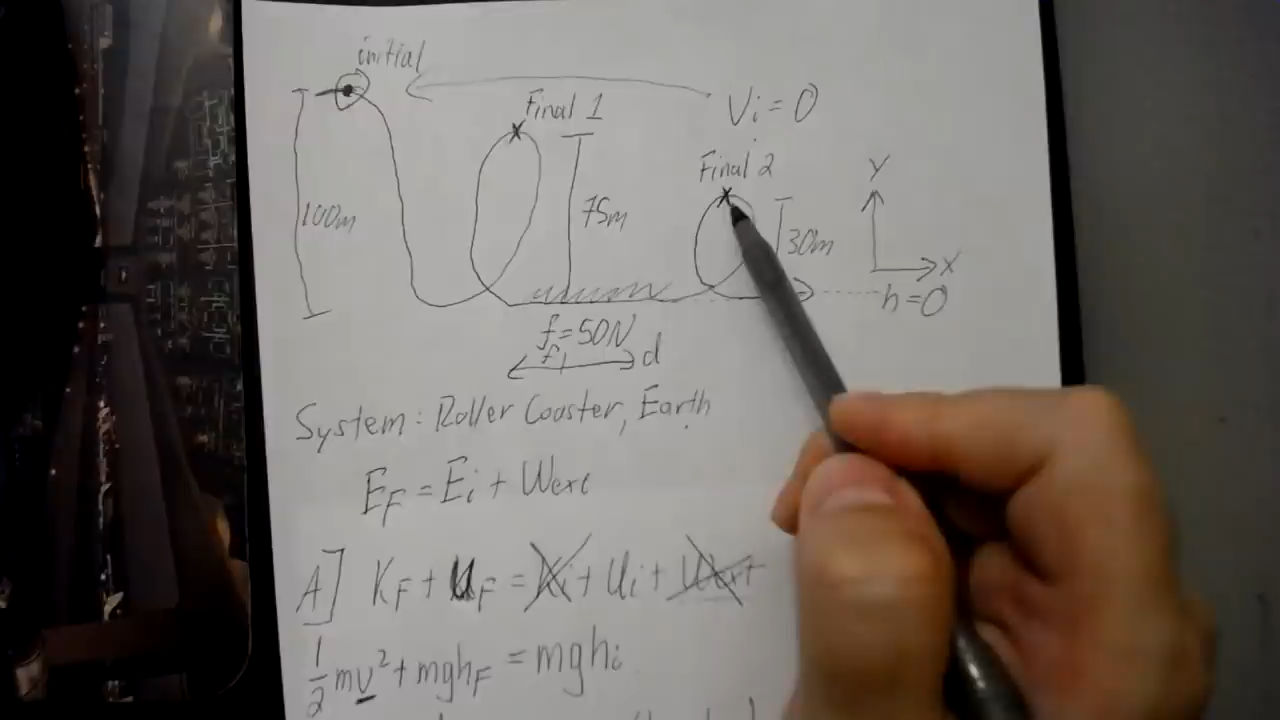 initial
Final 1
Vi = 0
Final 2
Y
100m
75m
30m
X
h=0
f=50N
d
System: Roller Coaster, Earth
EF = Ei + Wext
A] KF + UF = Ki + Ui + Wext
1/2 mv² + mghF = mghi